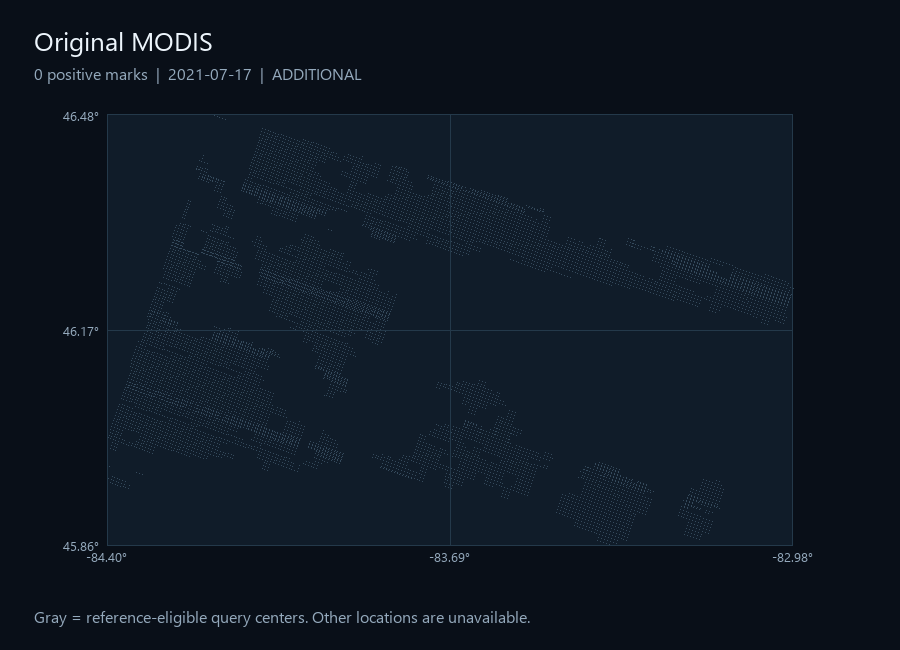 Original MODIS
0 positive marks | 2021-07-17 | ADDITIONAL
46.48°
46.17°
45.86°
-84.40°
-83.69°
-82.98°
Gray = reference-eligible query centers. Other locations are unavailable.